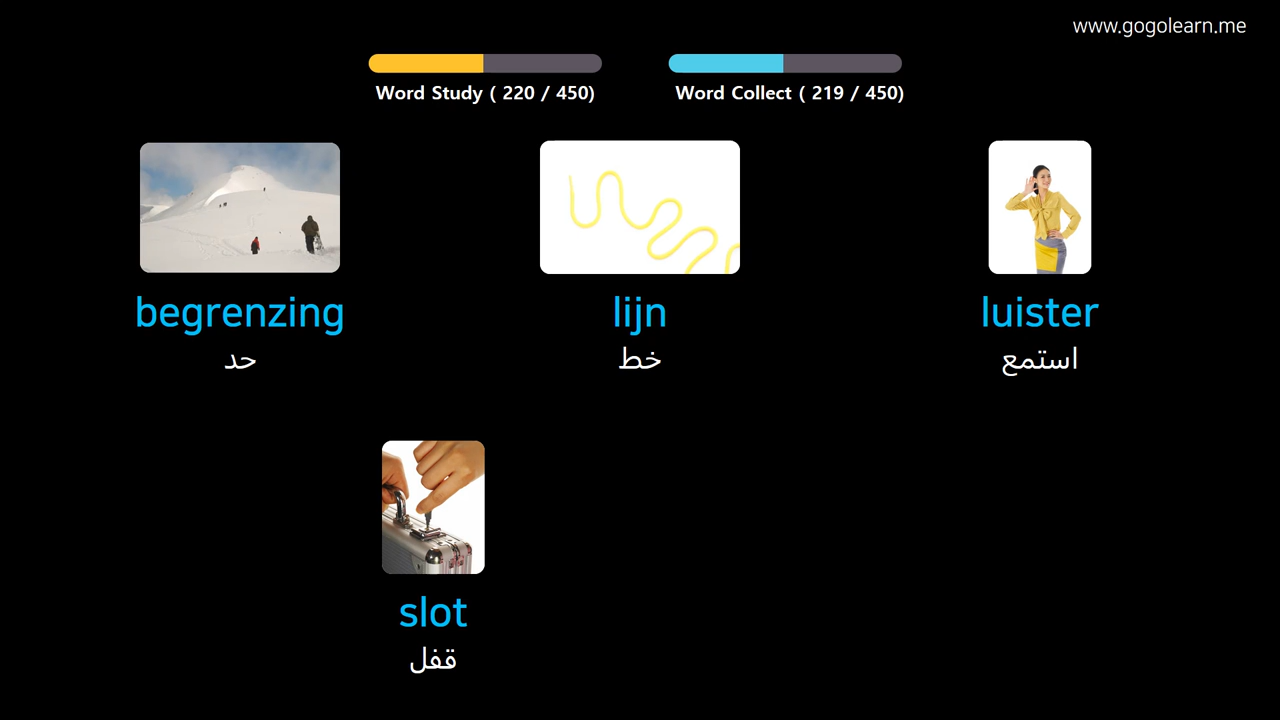 www.gogolearn.me
Word Study ( 220 / 450)
Word Collect ( 219 / 450)
begrenzing
حد
lijn
خط
luister
استمع
slot
قفل